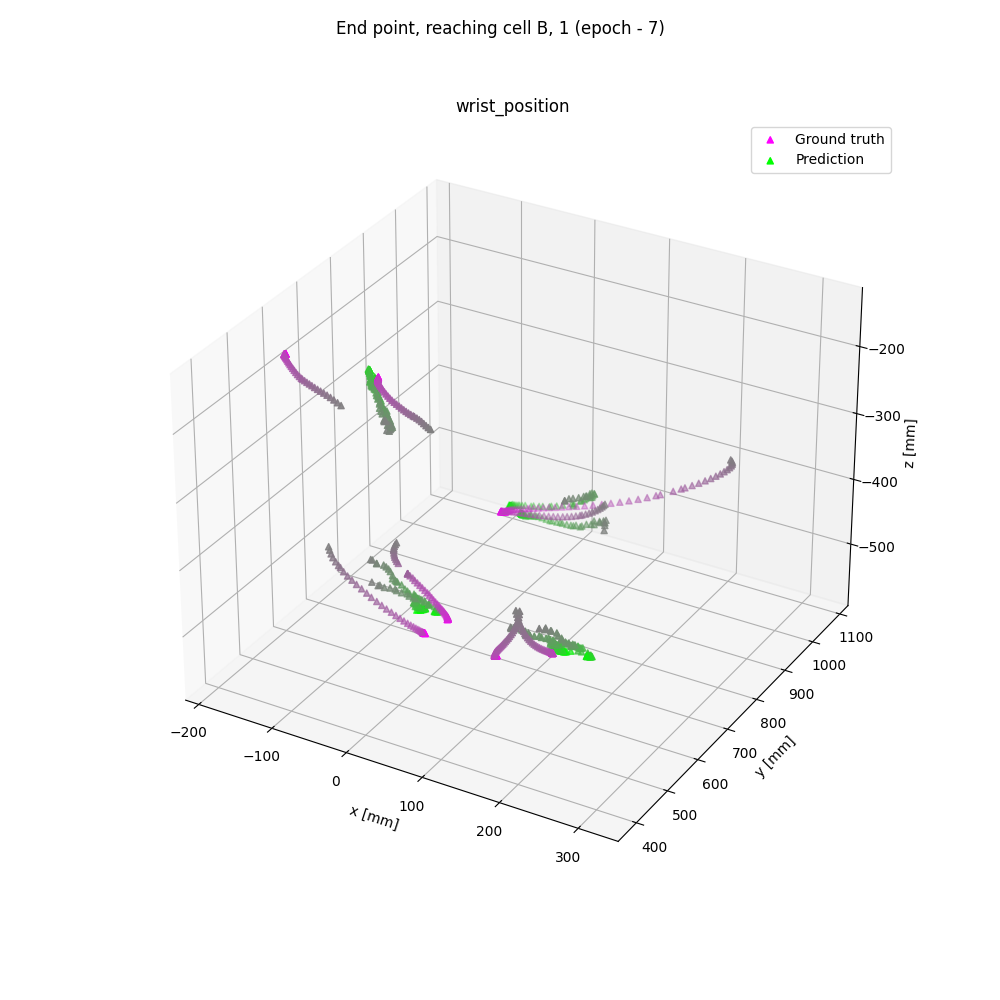 End point, reaching cell B, 1 (epoch - 7)
wrist_position
Ground truth
Prediction
−200
−300
−400
−500
z [mm]
1100
1000
900
800
700
600
500
400
y [mm]
−200
−100
0
100
200
300
x [mm]